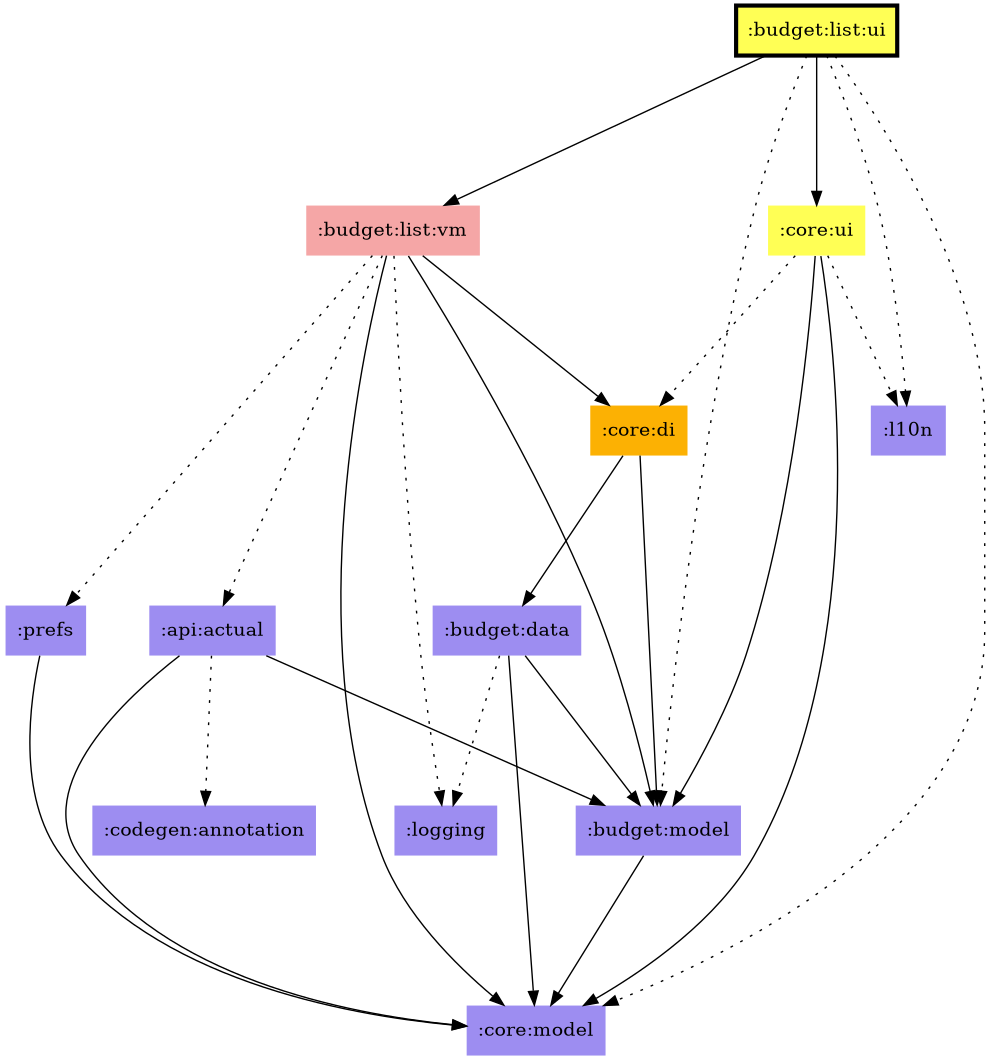 :budget:list:ui
:budget:list:vm
:core:ui
:core:di
:l10n
:prefs
:api:actual
:budget:data
:codegen:annotation
:logging
:budget:model
:core:model